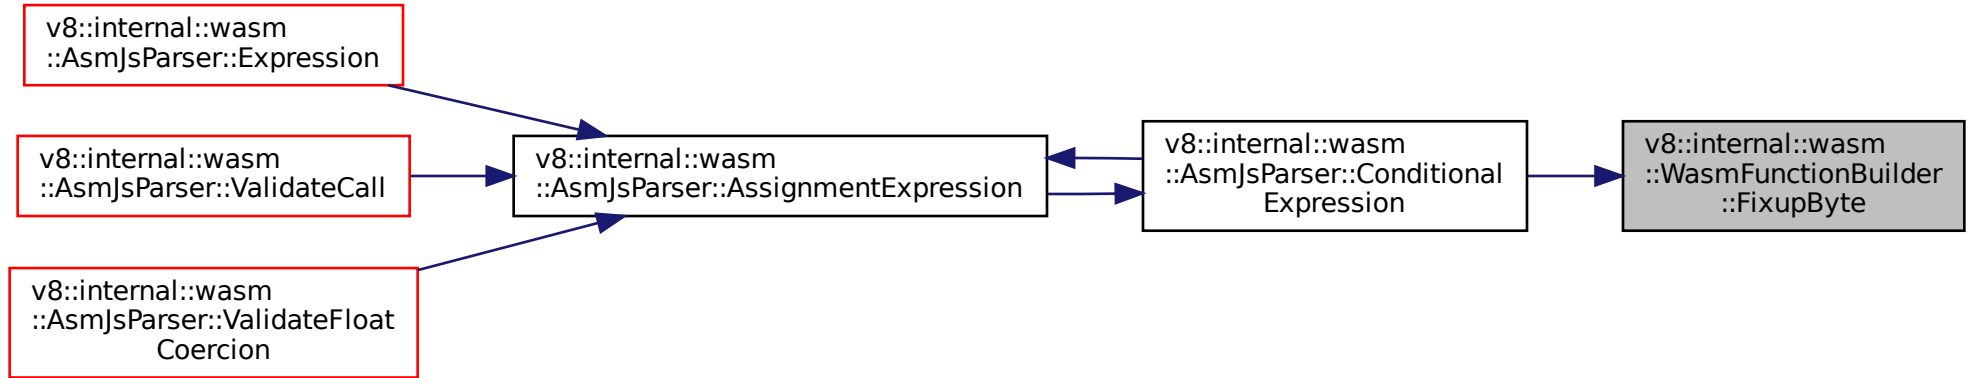 v8::internal::wasm
::AsmJsParser::Expression
v8::internal::wasm
::AsmJsParser::ValidateCall
v8::internal::wasm
::AsmJsParser::ValidateFloat
Coercion
v8::internal::wasm
::AsmJsParser::AssignmentExpression
v8::internal::wasm
::AsmJsParser::Conditional
Expression
v8::internal::wasm
::WasmFunctionBuilder
::FixupByte